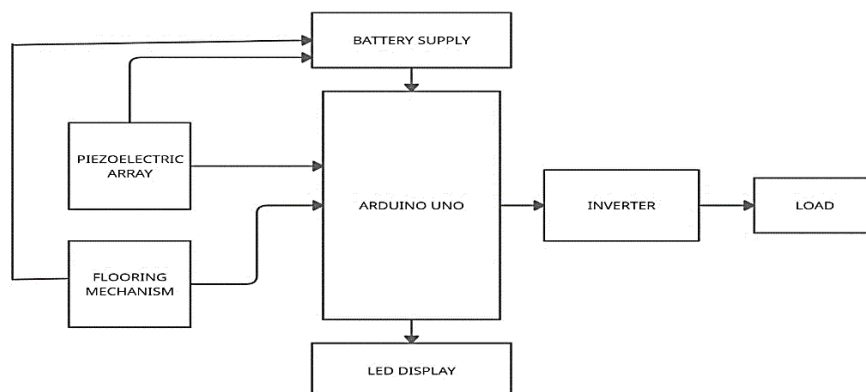 BATTERY SUPPLY
PIEZOELECTRIC
ARRAY
ARDUINO UNO
INVERTER
LOAD
FLOORING
MECHANISM
LED DISPLAY